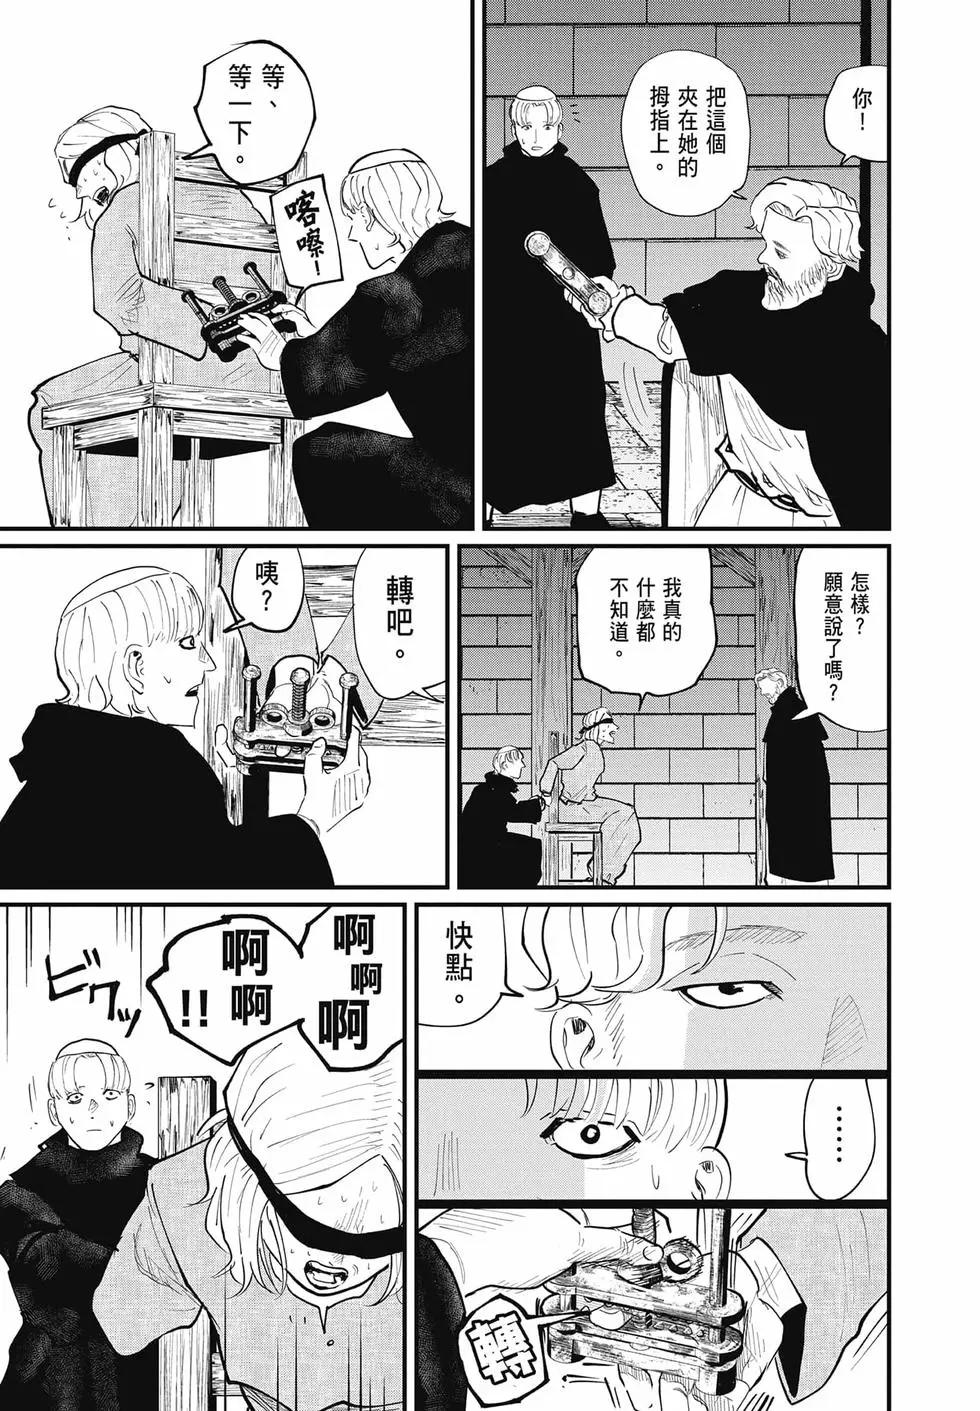 你！
把這個
夾在她的
拇指上。
等、
等一下。
喀嚓！
怎樣？
願意說了嗎？
我真的
什麼都
不知道。
轉吧。
咦？
快點。
……
轉
啊
啊
啊
啊
啊
!!
ビクッ